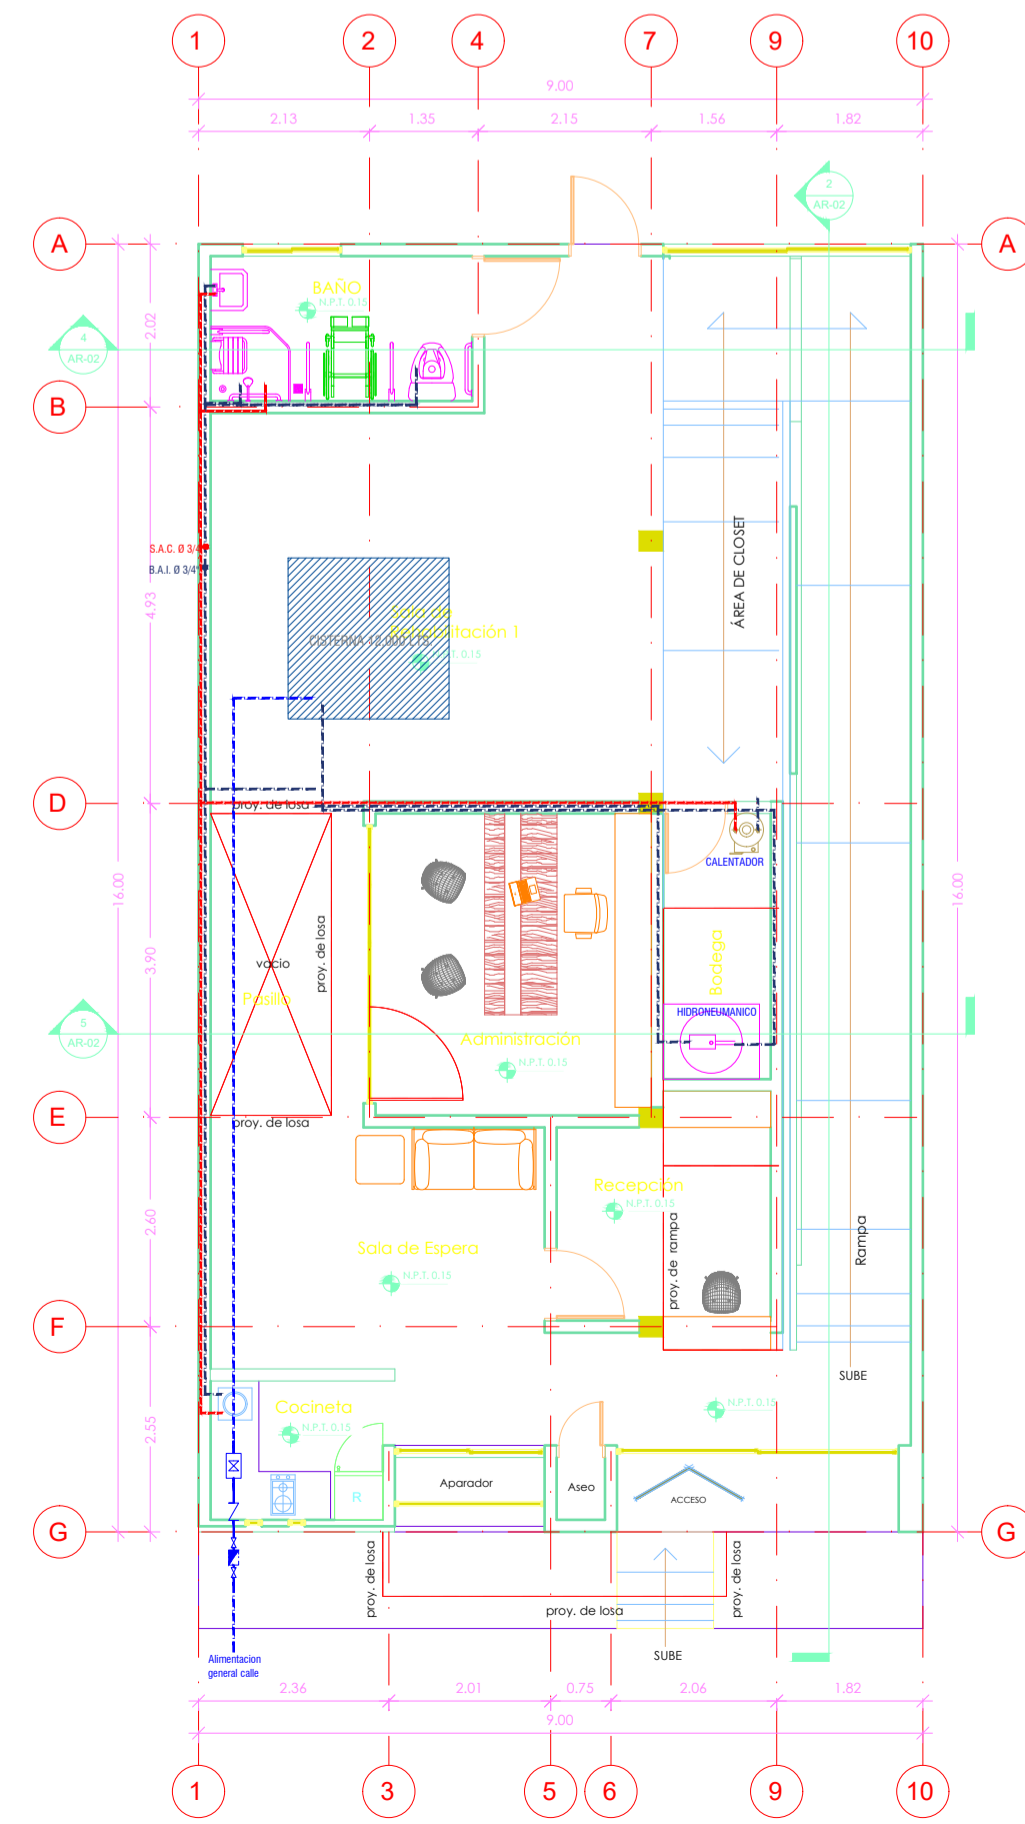 1 2 4 7 9 10
9.00
2.13 1.35 2.15 1.56 1.82
2
AR-02
A A
BAÑO
N.P.T. 0.15
2.02
4
AR-02
B
ÁREA DE CLOSET
S.A.C. Ø 3/4"
B.A.I. Ø 3/4"
4.93
Sala de
Rehabilitación 1
CISTERNA 12,000 LTS.
N.P.T. 0.15
D
proy. de losa
CALENTADOR
16.00
16.00
3.90
vacio
proy. de losa
Pasillo
Bodega
HIDRONEUMANICO
5
AR-02
Administración
N.P.T. 0.15
E
proy. de losa
Recepción
N.P.T. 0.15
2.60
Sala de Espera
N.P.T. 0.15
proy. de rampa
Rampa
F
SUBE
2.55
Cocineta
N.P.T. 0.15
N.P.T. 0.15
R
Aparador
Aseo
ACCESO
G G
proy. de losa
proy. de losa
proy. de losa
SUBE
Alimentacion
general calle
2.36 2.01 0.75 2.06 1.82
9.00
1 3 5 6 9 10